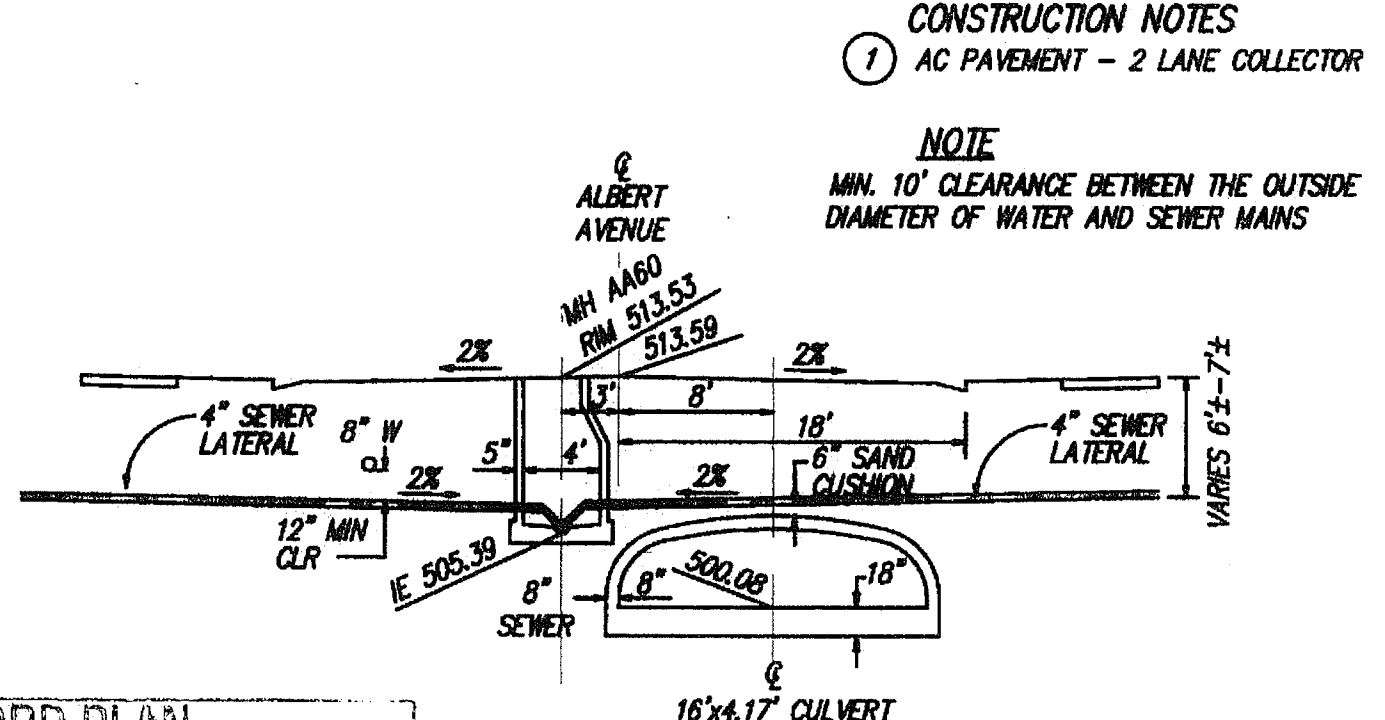 CONSTRUCTION NOTES
1 AC PAVEMENT - 2 LANE COLLECTOR
NOTE
MIN. 10' CLEARANCE BETWEEN THE OUTSIDE
DIAMETER OF WATER AND SEWER MAINS
℄
ALBERT
AVENUE
MH AA60
RIM 513.53
513.59
2%
2%
3'
8'
18'
4" SEWER
LATERAL
8" W
5"
4'
6" SAND
CUSHION
4" SEWER
LATERAL
VARIES 6'±-7'±
2%
2%
12" MIN
CLR
IE 505.39
8"
SEWER
8"
500.08
18"
℄
16'x4.17' CULVERT
PLAN